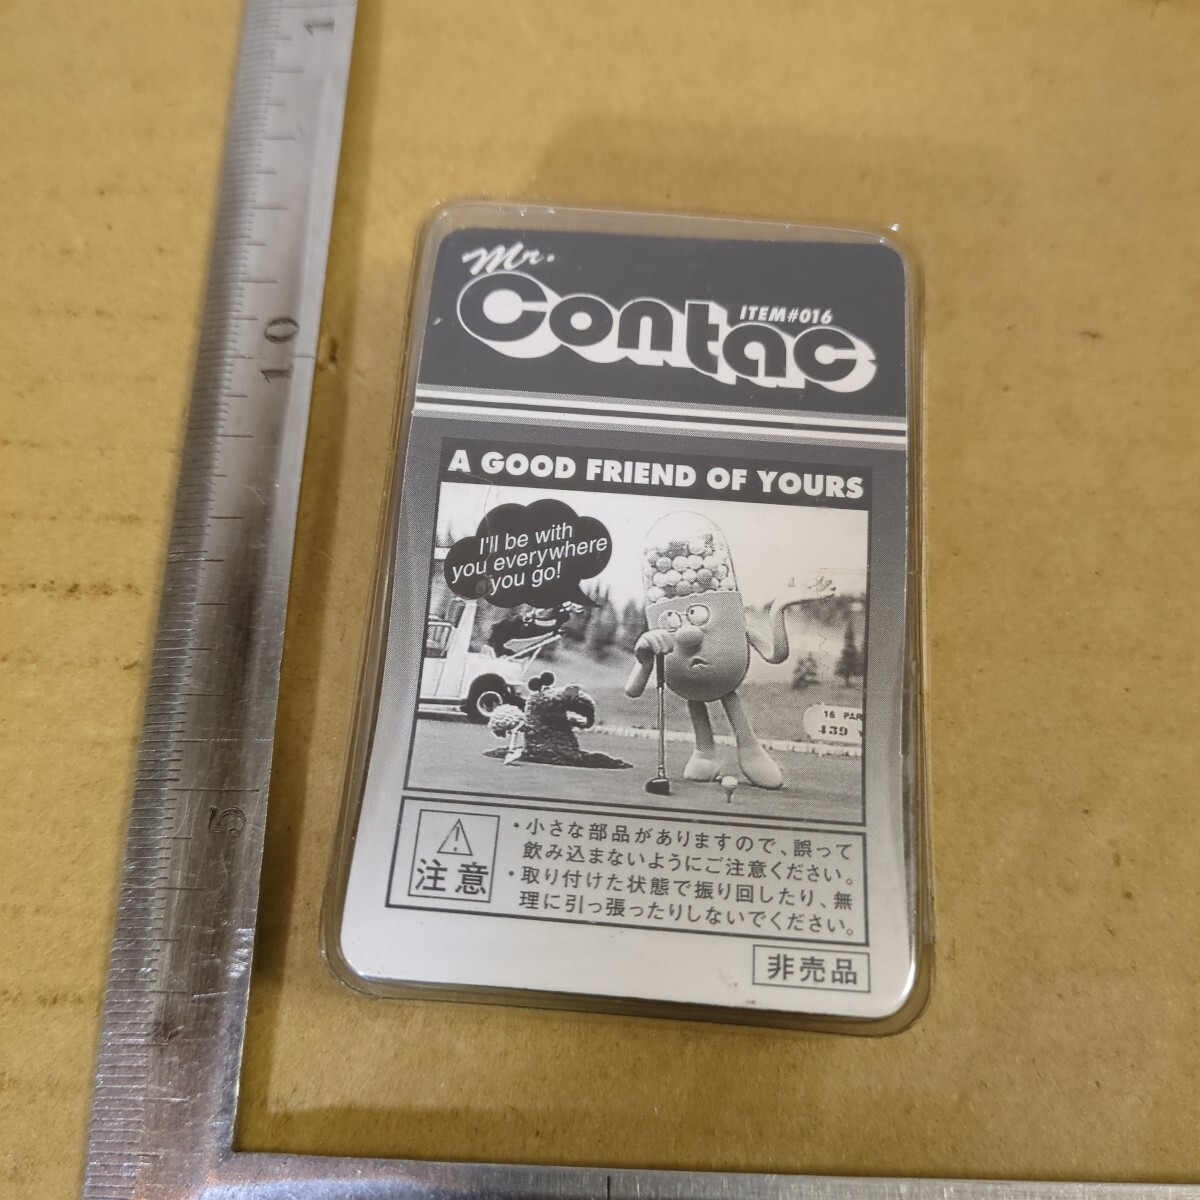 Mr.
Contac
ITEM#016
A GOOD FRIEND OF YOURS
I'll be with
you everywhere
you go!
16 PAR
439 Y
注意
・小さな部品がありますので、誤って
飲み込まないようにご注意ください。
・取り付けた状態で振り回したり、無
理に引っ張ったりしないでください。
非売品
10
5
1